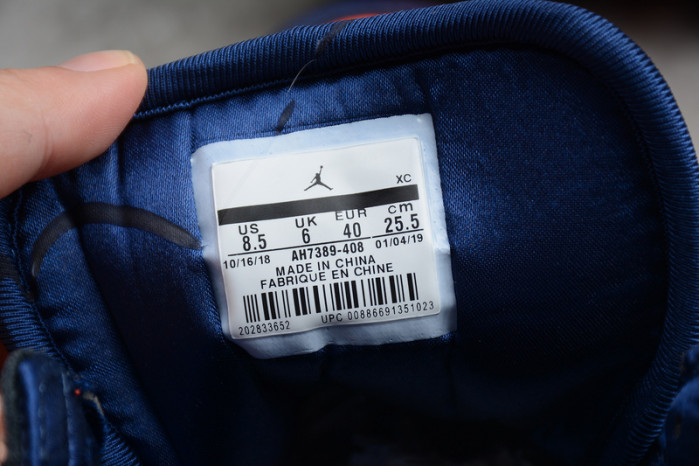 XC
US UK EUR cm
8.5 6 40 25.5
10/16/18 AH7389-408 01/04/19
MADE IN CHINA
FABRIQUE EN CHINE
202833652 UPC 00886691351023